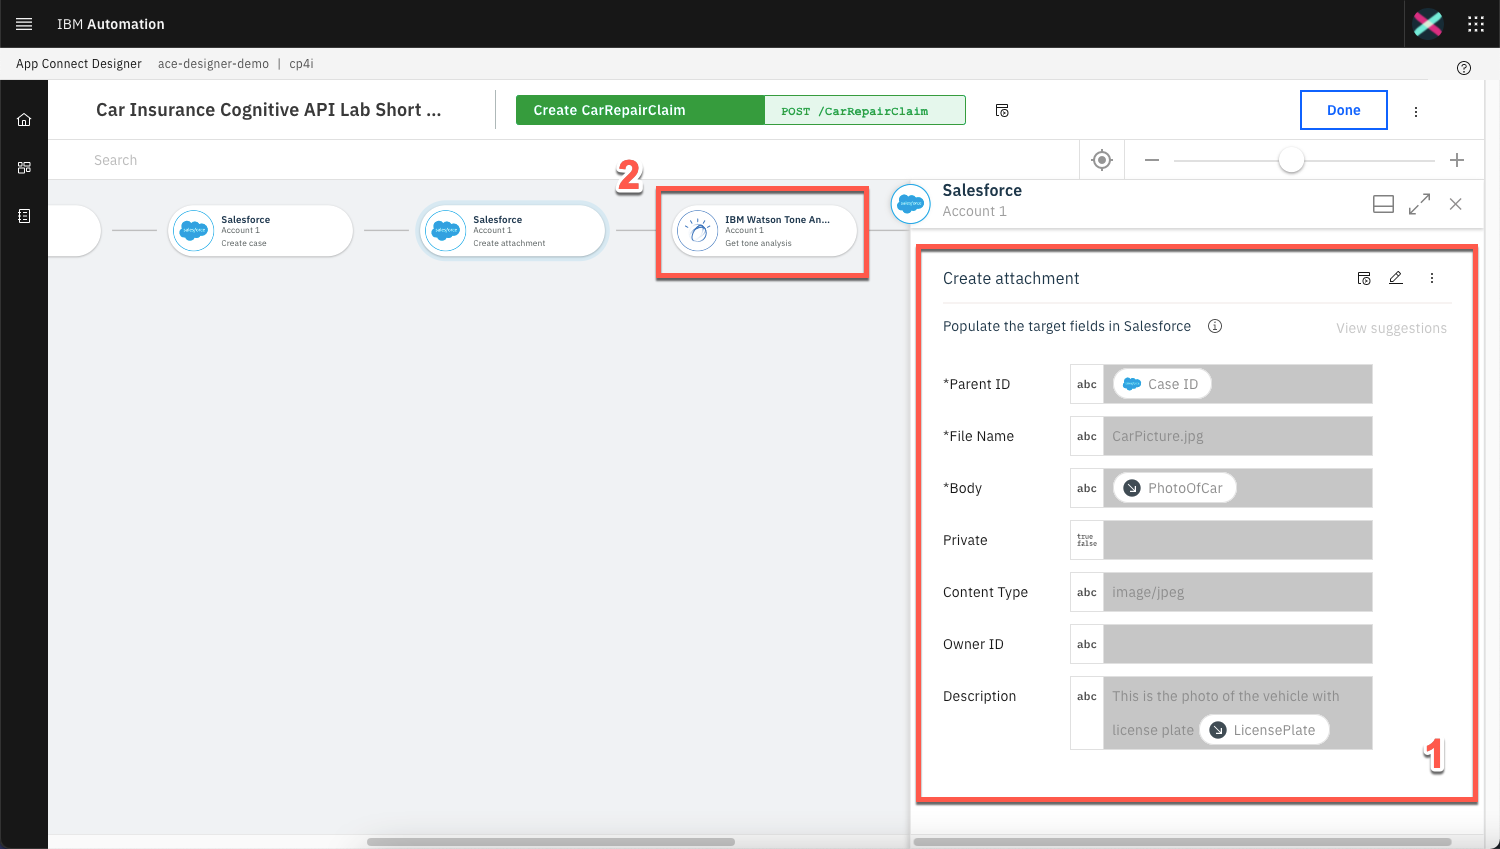 IBM Automation
App Connect Designer ace-designer-demo | cp4i
Car Insurance Cognitive API Lab Short ...
Create CarRepairClaim
POST /CarRepairClaim
Done
Search
2
Salesforce
Account 1
Create case
Salesforce
Account 1
Create attachment
IBM Watson Tone An...
Account 1
Get tone analysis
Salesforce
Account 1
Create attachment
Populate the target fields in Salesforce
View suggestions
*Parent ID abc Case ID
*File Name abc CarPicture.jpg
*Body abc PhotoOfCar
Private true
false
Content Type abc image/jpeg
Owner ID abc
Description abc This is the photo of the vehicle with
license plate LicensePlate
1